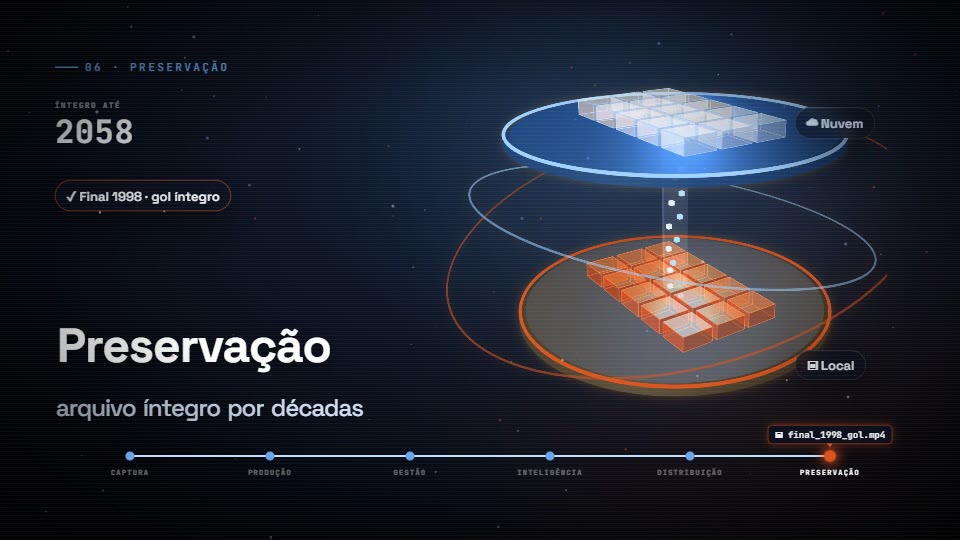 06 · PRESERVAÇÃO
ÍNTEGRO ATÉ
2058
✓ Final 1998 · gol íntegro
Nuvem
Local
Preservação
arquivo íntegro por décadas
final_1998_gol.mp4
CAPTURA
PRODUÇÃO
GESTÃO
INTELIGÊNCIA
DISTRIBUIÇÃO
PRESERVAÇÃO